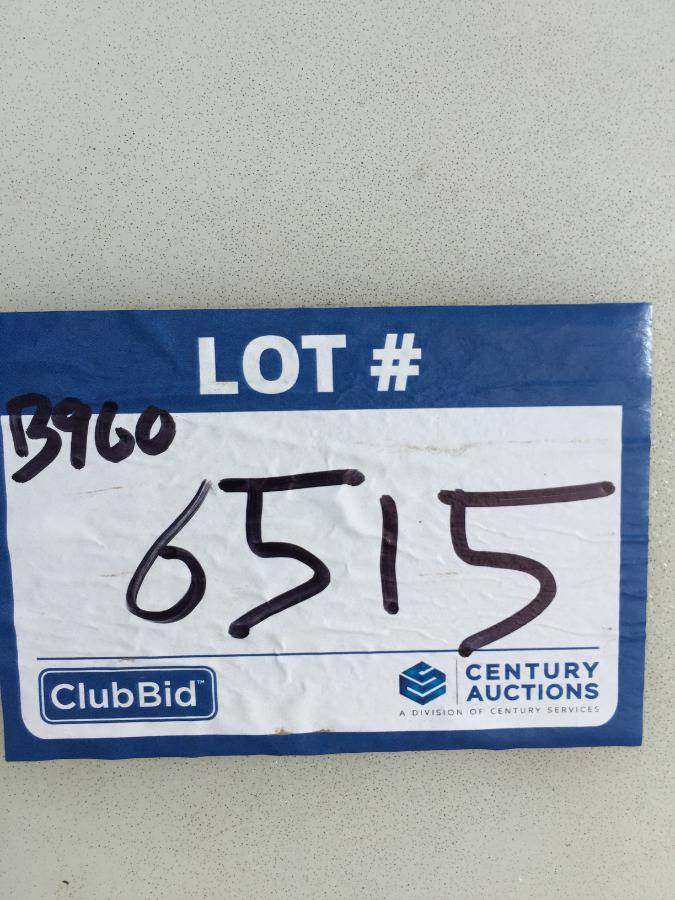 LOT #
B960
6515
ClubBid™
CENTURY
AUCTIONS
A DIVISION OF CENTURY SERVICES